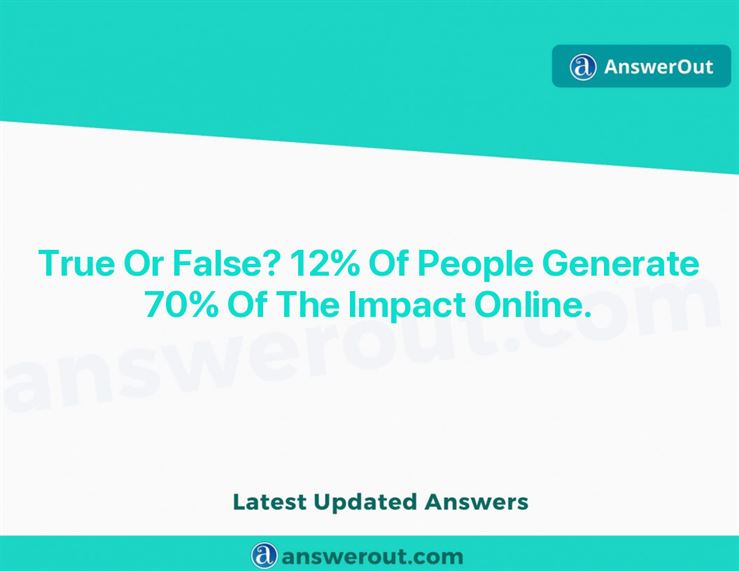 AnswerOut
True Or False? 12% Of People Generate
70% Of The Impact Online.
answerout.com
Latest Updated Answers
answerout.com